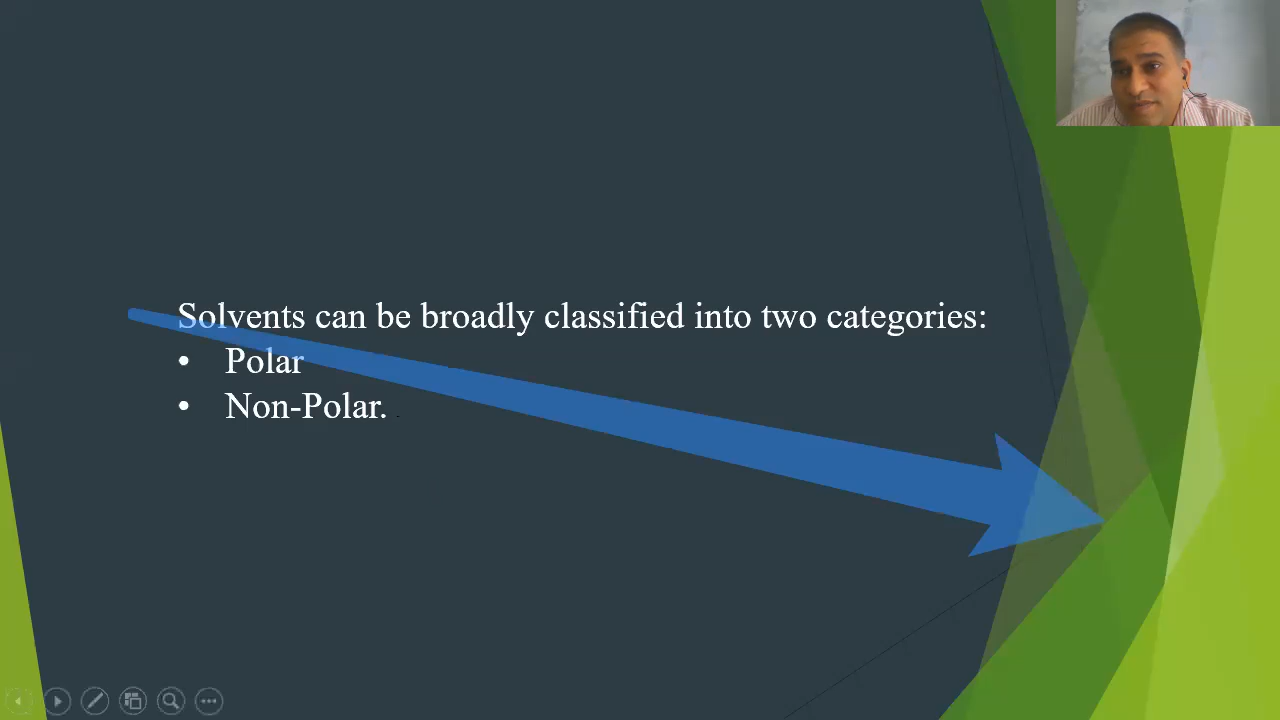 Solvents can be broadly classified into two categories:
• Polar
• Non-Polar.